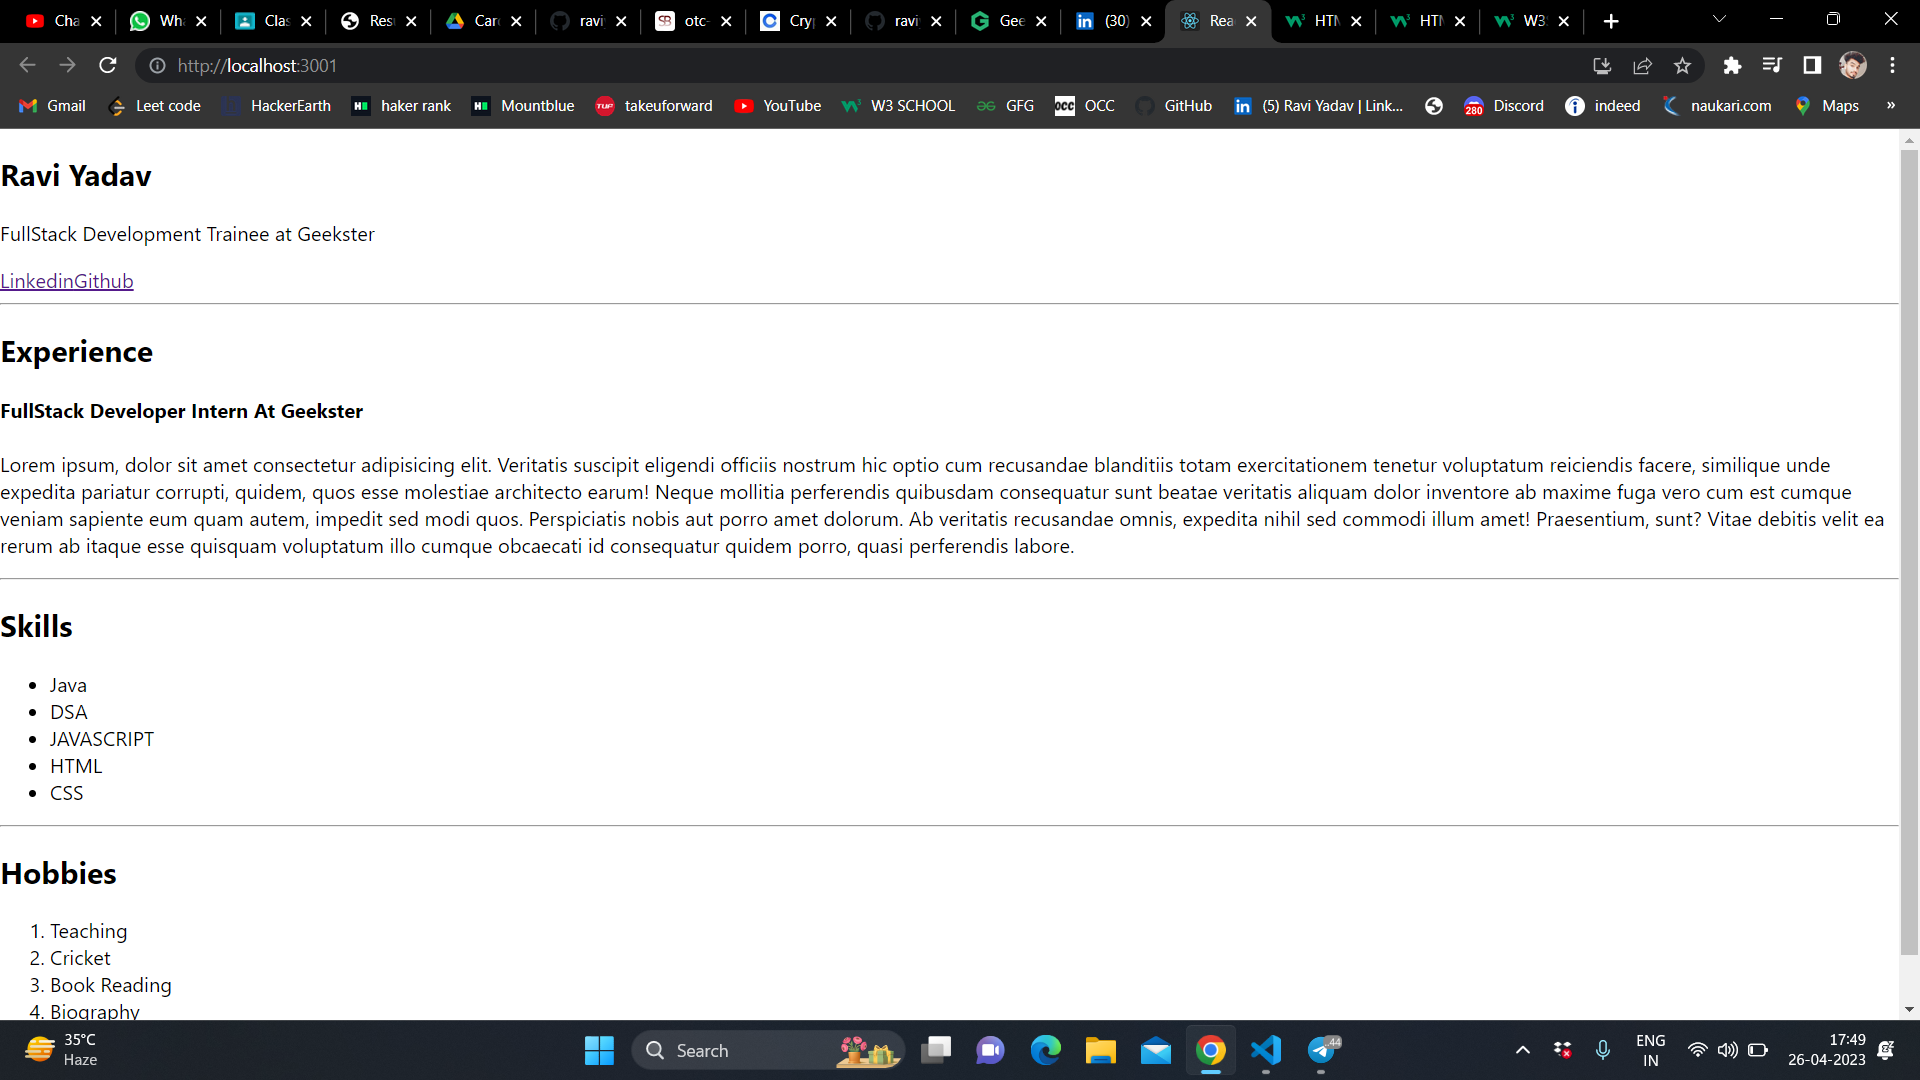 Cha
Wha
Clas
Resu
Card
ravi
otc-
Cryp
ravi
Gee
(30)
Rea
HTM
HTM
W3S
http://localhost:3001
Gmail
Leet code
HackerEarth
haker rank
Mountblue
takeuforward
YouTube
W3 SCHOOL
GFG
OCC
GitHub
(5) Ravi Yadav | Link...
Discord
indeed
naukari.com
Maps
»
Ravi Yadav
FullStack Development Trainee at Geekster
LinkedinGithub
Experience
FullStack Developer Intern At Geekster
Lorem ipsum, dolor sit amet consectetur adipisicing elit. Veritatis suscipit eligendi officiis nostrum hic optio cum recusandae blanditiis totam exercitationem tenetur voluptatum reiciendis facere, similique unde
expedita pariatur corrupti, quidem, quos esse molestiae architecto earum! Neque mollitia perferendis quibusdam consequatur sunt beatae veritatis aliquam dolor inventore ab maxime fuga vero cum est cumque
veniam sapiente eum quam autem, impedit sed modi quos. Perspiciatis nobis aut porro amet dolorum. Ab veritatis recusandae omnis, expedita nihil sed commodi illum amet! Praesentium, sunt? Vitae debitis velit ea
rerum ab itaque esse quisquam voluptatum illo cumque obcaecati id consequatur quidem porro, quasi perferendis labore.
Skills
• Java
• DSA
• JAVASCRIPT
• HTML
• CSS
Hobbies
1. Teaching
2. Cricket
3. Book Reading
4. Biography
35°C
Haze
Search
ENG
IN
17:49
26-04-2023